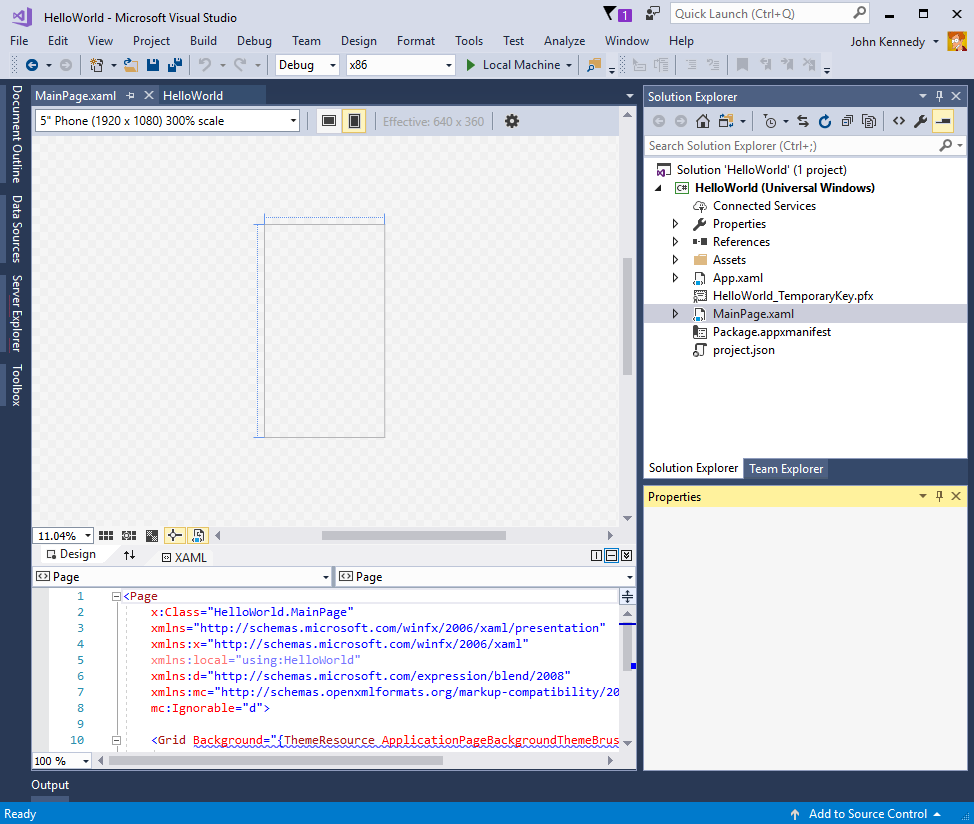 HelloWorld - Microsoft Visual Studio
1
Quick Launch (Ctrl+Q)
File Edit View Project Build Debug Team Design Format Tools Test Analyze Window Help
John Kennedy
Debug x86 Local Machine
Document Outline
Data Sources
Server Explorer
Toolbox
MainPage.xaml HelloWorld
5" Phone (1920 x 1080) 300% scale
Effective: 640 x 360
11.04%
Design XAML
Page Page
1 <Page
2 x:Class="HelloWorld.MainPage"
3 xmlns="http://schemas.microsoft.com/winfx/2006/xaml/presentation"
4 xmlns:x="http://schemas.microsoft.com/winfx/2006/xaml"
5 xmlns:local="using:HelloWorld"
6 xmlns:d="http://schemas.microsoft.com/expression/blend/2008"
7 xmlns:mc="http://schemas.openxmlformats.org/markup-compatibility/20
8 mc:Ignorable="d">
9
10 <Grid Background="{ThemeResource ApplicationPageBackgroundThemeBrus
100 %
Solution Explorer
Search Solution Explorer (Ctrl+;)
Solution 'HelloWorld' (1 project)
C# HelloWorld (Universal Windows)
Connected Services
Properties
References
Assets
App.xaml
HelloWorld_TemporaryKey.pfx
MainPage.xaml
Package.appxmanifest
project.json
Solution Explorer Team Explorer
Properties
Output
Ready
Add to Source Control